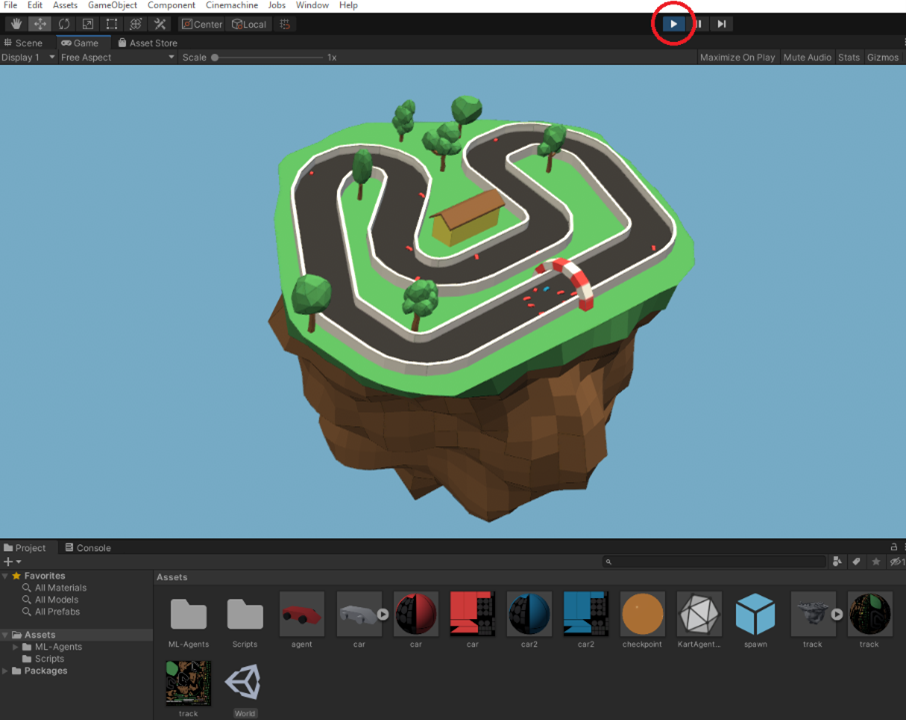 File Edit Assets GameObject Component Cinemachine Jobs Window Help
Center Local
Scene Game Asset Store
Display 1 Free Aspect Scale 1x Maximize On Play Mute Audio Stats Gizmos
Project Console
Favorites
All Materials
All Models
All Prefabs
Assets
ML-Agents
Scripts
Packages
Assets
ML-Agents Scripts agent car car car car2 car2 checkpoint KartAgent... spawn track track
track World
1